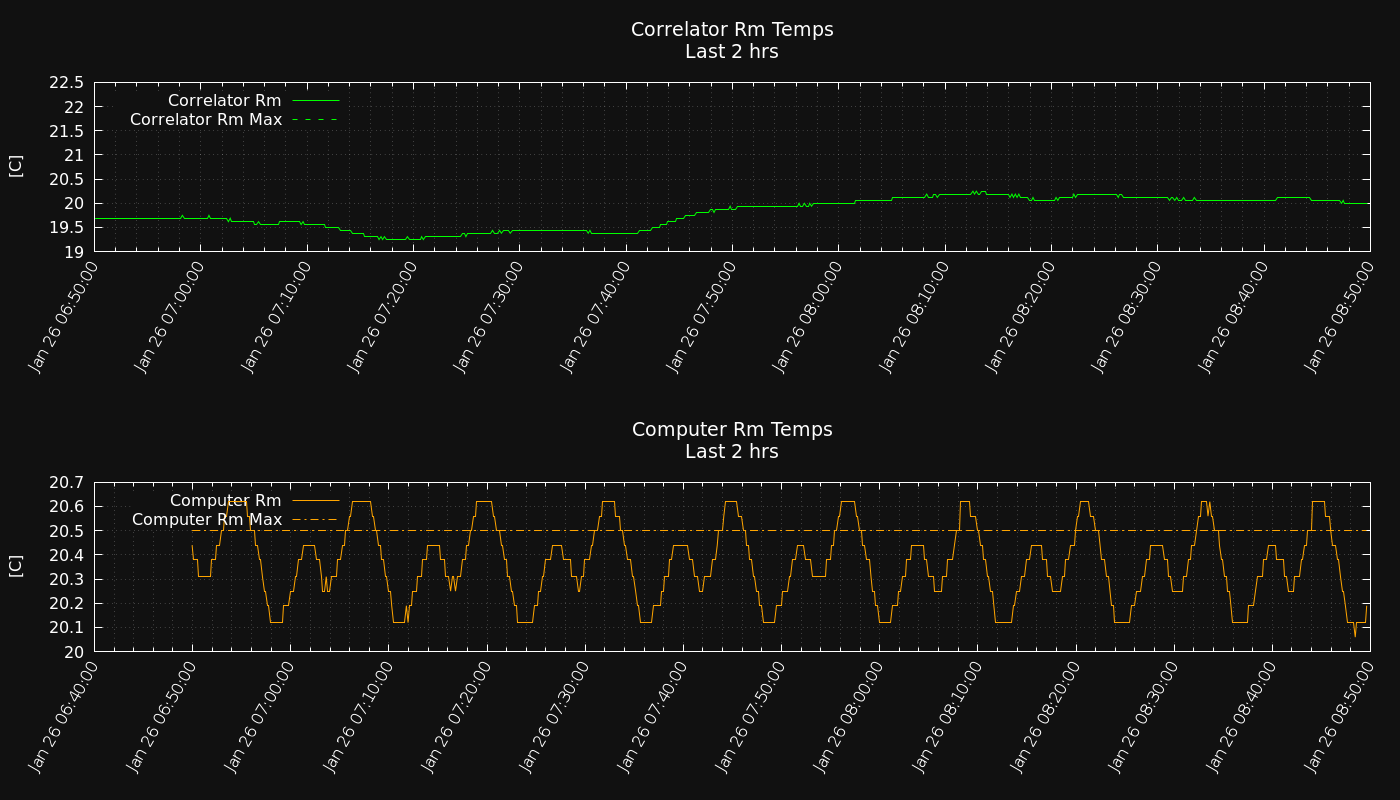 Correlator Rm Temps
Last 2 hrs
22.5
22
21.5
21
20.5
20
19.5
19
[C]
Correlator Rm
Correlator Rm Max
Jan 26 06:50:00
Jan 26 07:00:00
Jan 26 07:10:00
Jan 26 07:20:00
Jan 26 07:30:00
Jan 26 07:40:00
Jan 26 07:50:00
Jan 26 08:00:00
Jan 26 08:10:00
Jan 26 08:20:00
Jan 26 08:30:00
Jan 26 08:40:00
Jan 26 08:50:00
Computer Rm Temps
Last 2 hrs
20.7
20.6
20.5
20.4
20.3
20.2
20.1
20
[C]
Computer Rm
Computer Rm Max
Jan 26 06:40:00
Jan 26 06:50:00
Jan 26 07:00:00
Jan 26 07:10:00
Jan 26 07:20:00
Jan 26 07:30:00
Jan 26 07:40:00
Jan 26 07:50:00
Jan 26 08:00:00
Jan 26 08:10:00
Jan 26 08:20:00
Jan 26 08:30:00
Jan 26 08:40:00
Jan 26 08:50:00